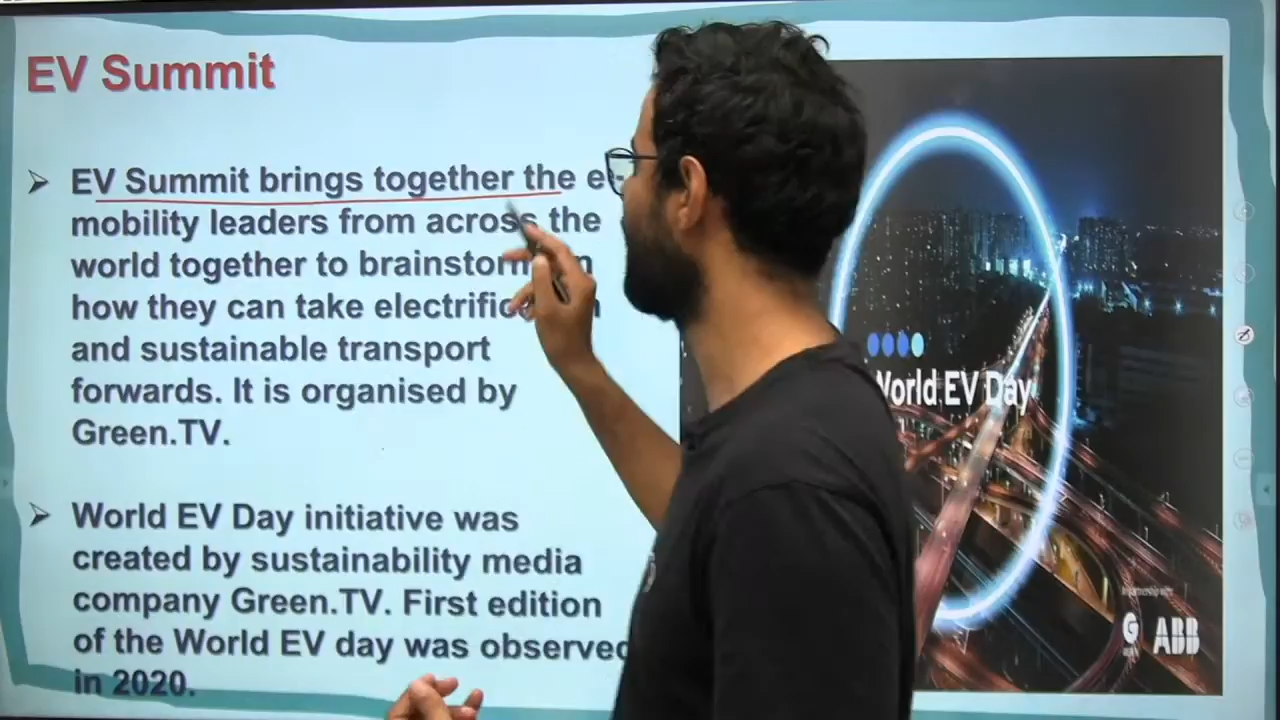 EV Summit
EV Summit brings together the e-
mobility leaders from across the
world together to
how they can take
and sustainable transport
forwards. It is organised by
Green.TV.
World EV Day initiative was
created by sustainability media
company Green.TV. First edition
of the World EV day was observed
in 2020.
World EV Day
G ABB